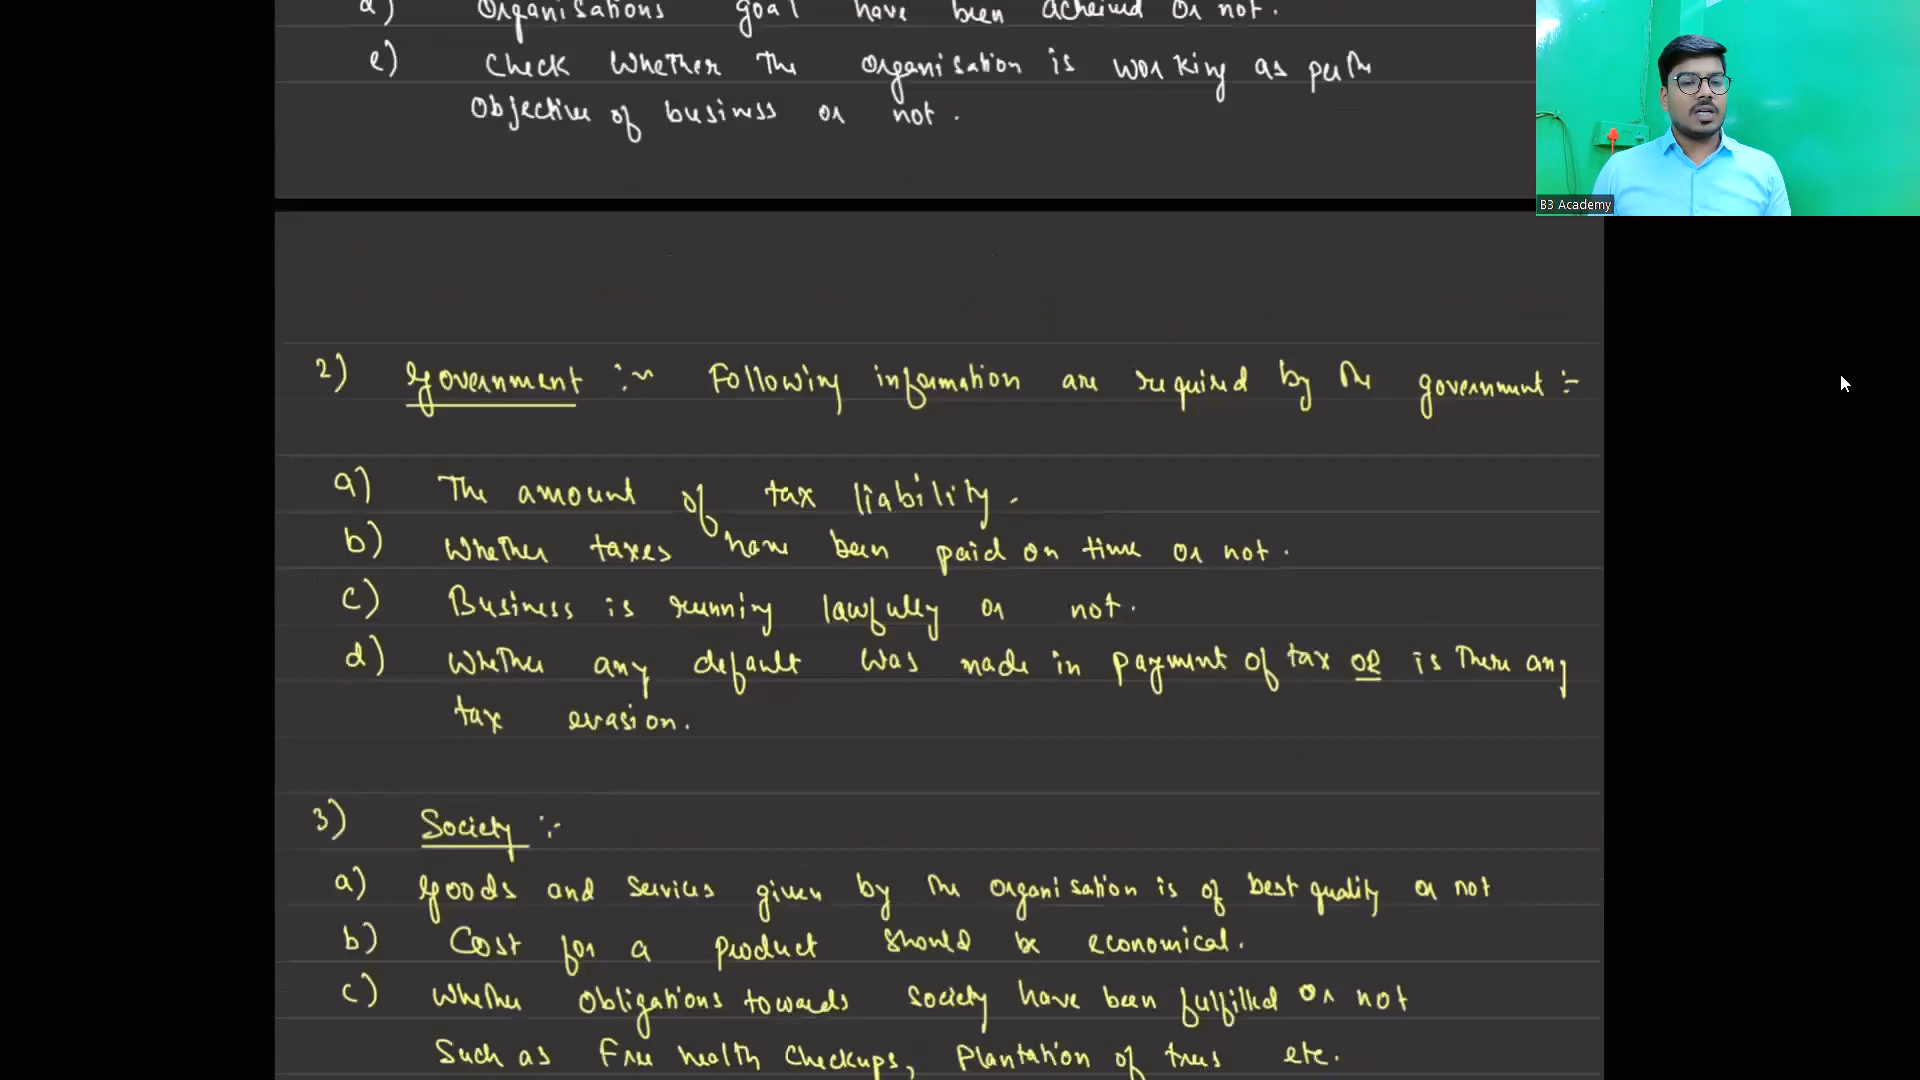 d) Organisations goal have been acheived or not.
e) Check whether the organisation is working as per the
objective of business or not.
B3 Academy
2) Government :~ Following information are required by the government :-
a) The amount of tax liability.
b) Whether taxes have been paid on time or not.
c) Business is running lawfully or not.
d) Whether any default was made in payment of tax OR is there any
tax evasion.
3) Society :-
a) Goods and services given by the organisation is of best quality or not
b) Cost for a product should be economical.
c) Whether obligations towards society have been fulfilled or not
Such as Free health checkups, Plantation of trees etc.